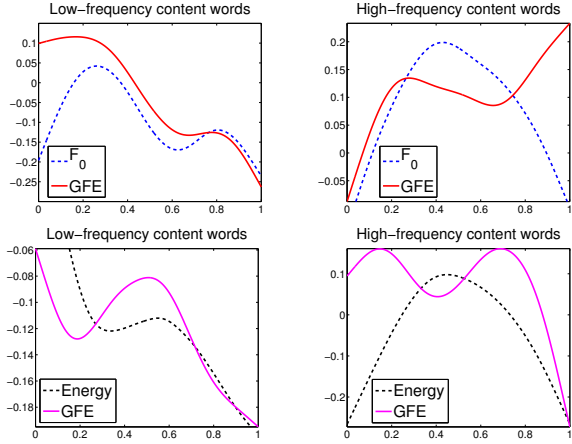 Low−frequency content words
0.1
0.05
0
−0.05
−0.1
−0.15
−0.2
−0.25
F0
GFE
0 0.2 0.4 0.6 0.8 1
High−frequency content words
0.2
0.15
0.1
0.05
0
−0.05
F0
GFE
0 0.2 0.4 0.6 0.8 1
Low−frequency content words
−0.06
−0.08
−0.1
−0.12
−0.14
−0.16
−0.18
Energy
GFE
0 0.2 0.4 0.6 0.8 1
High−frequency content words
0.1
0
−0.1
−0.2
Energy
GFE
0 0.2 0.4 0.6 0.8 1